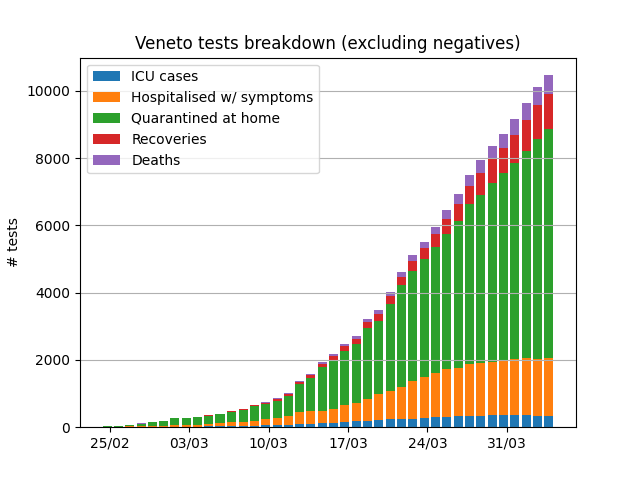 Veneto tests breakdown (excluding negatives)
ICU cases
Hospitalised w/ symptoms
Quarantined at home
Recoveries
Deaths
# tests
10000
8000
6000
4000
2000
0
25/02 03/03 10/03 17/03 24/03 31/03